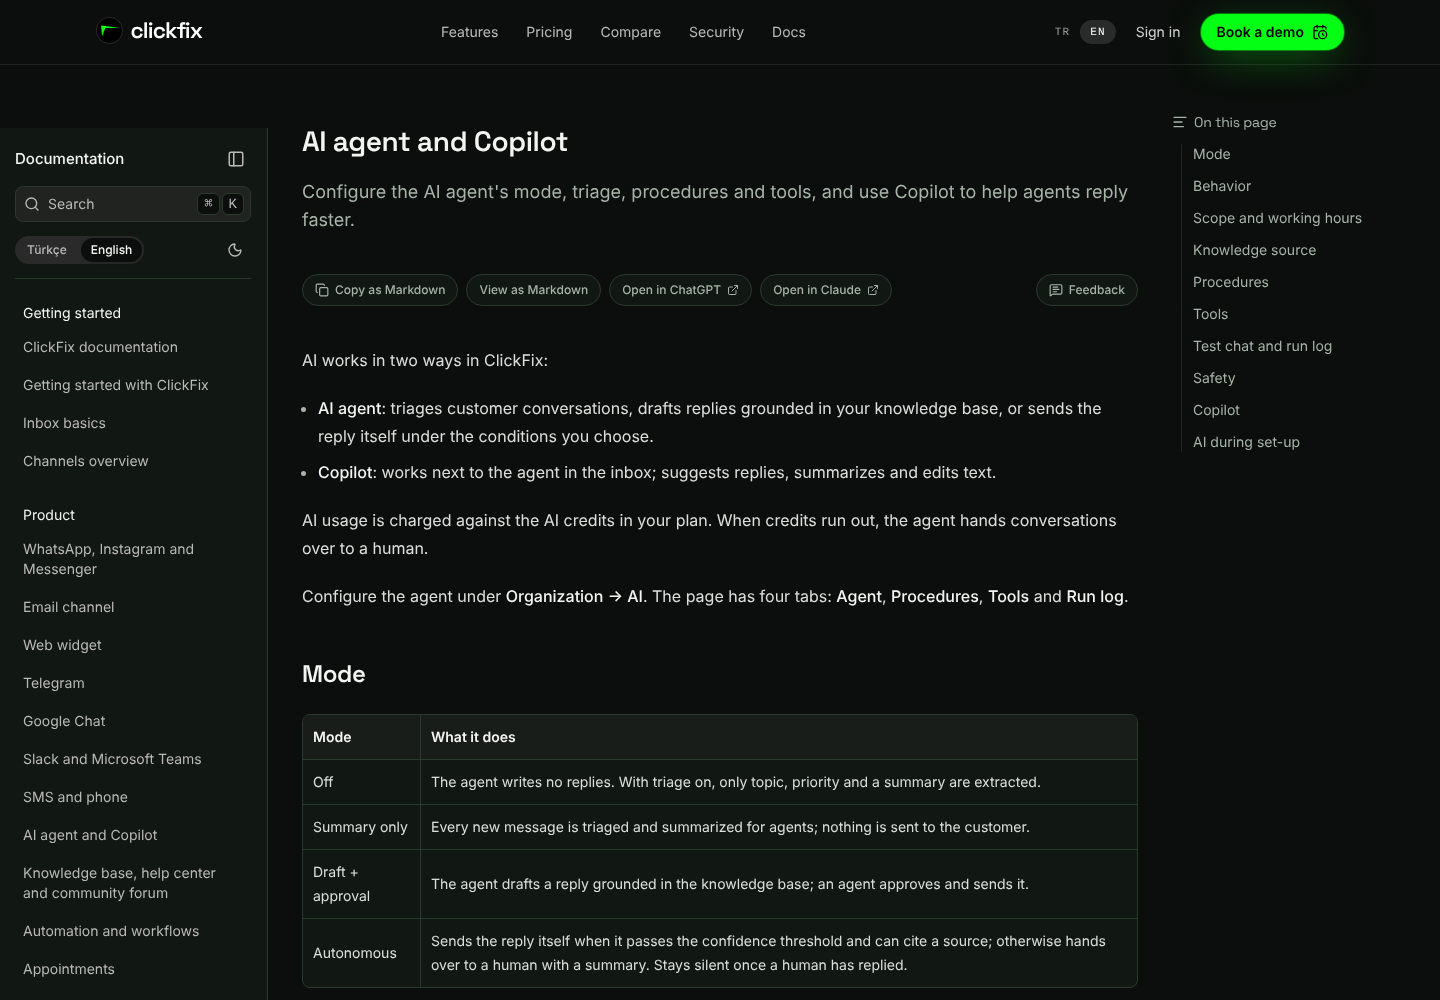 clickfix
Features
Pricing
Compare
Security
Docs
TR
EN
Sign in
Book a demo
Documentation
Search
⌘ K
Türkçe
English
Getting started
ClickFix documentation
Getting started with ClickFix
Inbox basics
Channels overview
Product
WhatsApp, Instagram and
Messenger
Email channel
Web widget
Telegram
Google Chat
Slack and Microsoft Teams
SMS and phone
AI agent and Copilot
Knowledge base, help center
and community forum
Automation and workflows
Appointments
AI agent and Copilot
Configure the AI agent's mode, triage, procedures and tools, and use Copilot to help agents reply
faster.
Copy as Markdown
View as Markdown
Open in ChatGPT
Open in Claude
Feedback
AI works in two ways in ClickFix:
AI agent: triages customer conversations, drafts replies grounded in your knowledge base, or sends the
reply itself under the conditions you choose.
Copilot: works next to the agent in the inbox; suggests replies, summarizes and edits text.
AI usage is charged against the AI credits in your plan. When credits run out, the agent hands conversations
over to a human.
Configure the agent under Organization → AI. The page has four tabs: Agent, Procedures, Tools and Run log.
Mode
Mode
What it does
Off
The agent writes no replies. With triage on, only topic, priority and a summary are extracted.
Summary only
Every new message is triaged and summarized for agents; nothing is sent to the customer.
Draft +
approval
The agent drafts a reply grounded in the knowledge base; an agent approves and sends it.
Autonomous
Sends the reply itself when it passes the confidence threshold and can cite a source; otherwise hands
over to a human with a summary. Stays silent once a human has replied.
On this page
Mode
Behavior
Scope and working hours
Knowledge source
Procedures
Tools
Test chat and run log
Safety
Copilot
AI during set-up